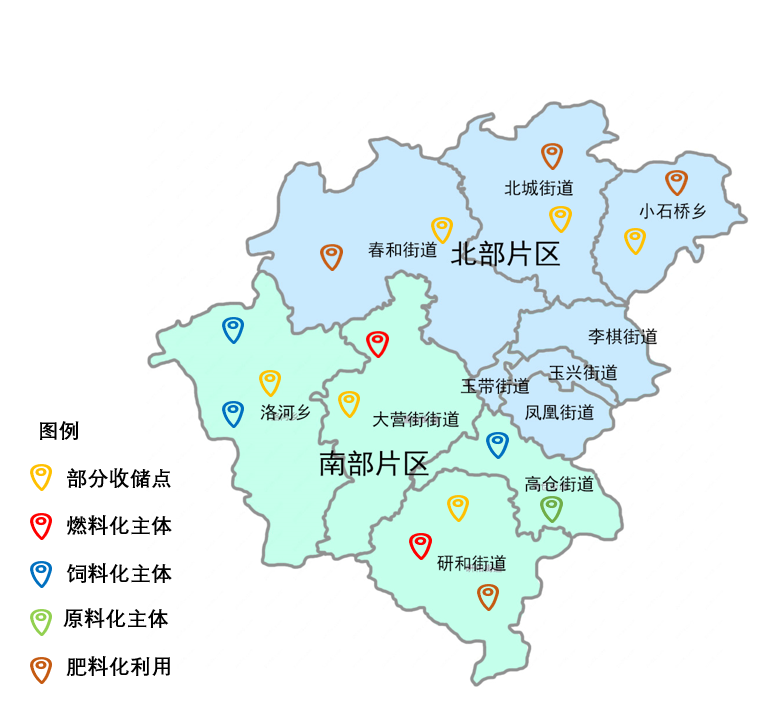 北城街道
小石桥乡
春和街道
北部片区
李棋街道
玉兴街道
玉带街道
凤凰街道
洛河乡
大营街街道
南部片区
高仓街道
研和街道
图例
部分收储点
燃料化主体
饲料化主体
原料化主体
肥料化利用